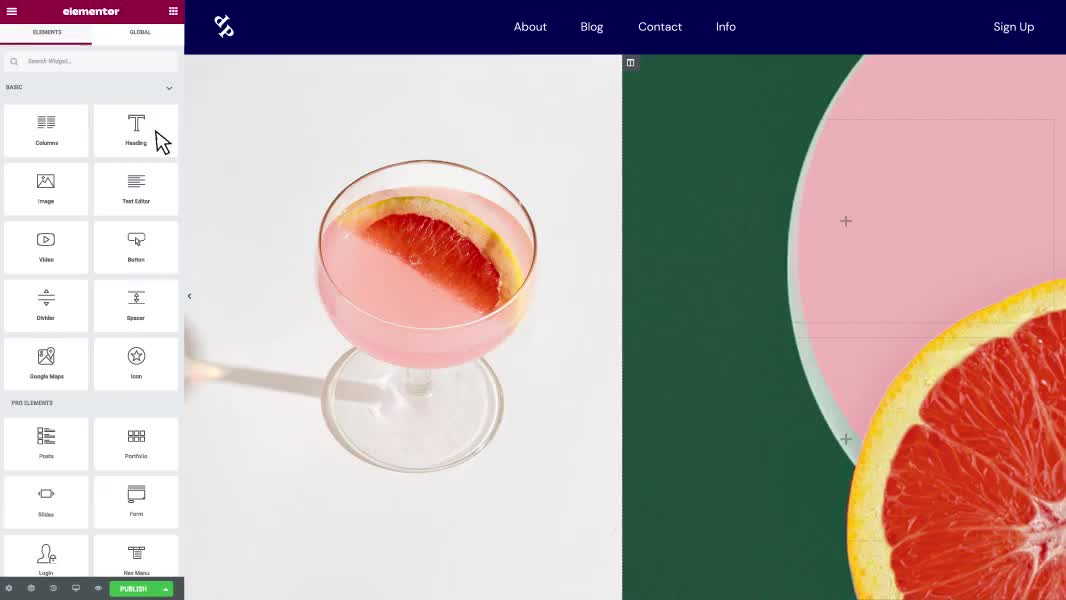 elementor
ELEMENTS
GLOBAL
Search Widget...
BASIC
Columns
Heading
Image
Text Editor
Video
Button
Divider
Spacer
Google Maps
Icon
PRO ELEMENTS
Posts
Portfolio
Slides
Form
Login
Nav Menu
PUBLISH
About
Blog
Contact
Info
Sign Up